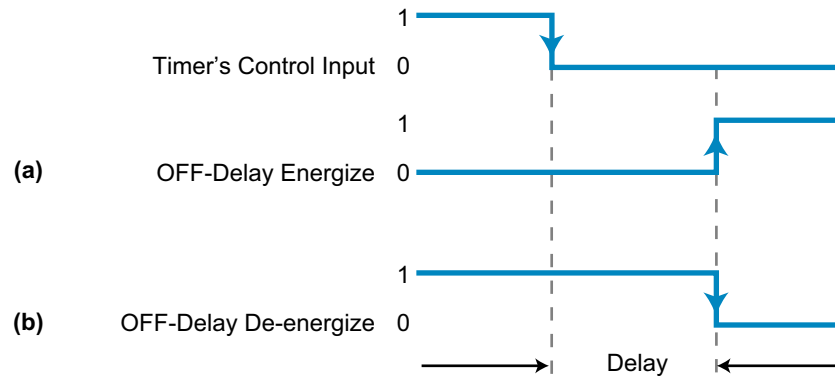 1
Timer’s Control Input 0
1
(a) OFF-Delay Energize 0
1
(b) OFF-Delay De-energize 0
Delay